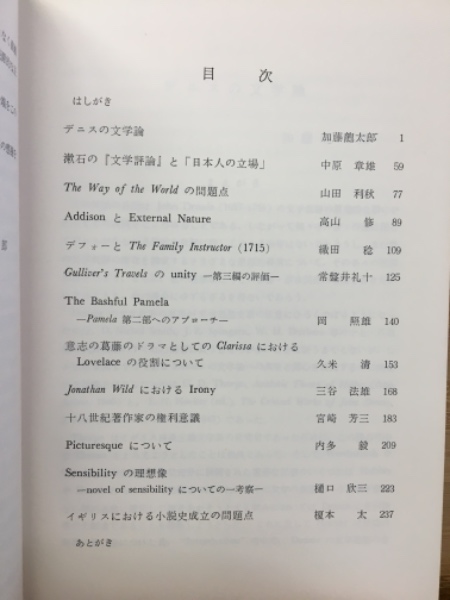 目次
はしがき
デニスの文学論 加藤龍太郎 1
漱石の『文学評論』と「日本人の立場」 中原 章雄 59
The Way of the World の問題点 山田 利秋 77
Addison と External Nature 高山 修 89
デフォーと The Family Instructor (1715) 織田 稔 109
Gulliver's Travels の unity —第三編の評価— 常盤井礼十 125
The Bashful Pamela
—Pamela 第二部へのアプローチ— 岡 照雄 140
意志の葛藤のドラマとしての Clarissa における
Lovelace の役割について 久米 清 153
Jonathan Wild における Irony 三谷 法雄 168
十八世紀著作家の権利意識 宮崎 芳三 183
Picturesque について 内多 毅 209
Sensibility の理想像
—novel of sensibility についての一考察— 樋口 欣三 223
イギリスにおける小説史成立の問題点 榎本 太 237
あとがき